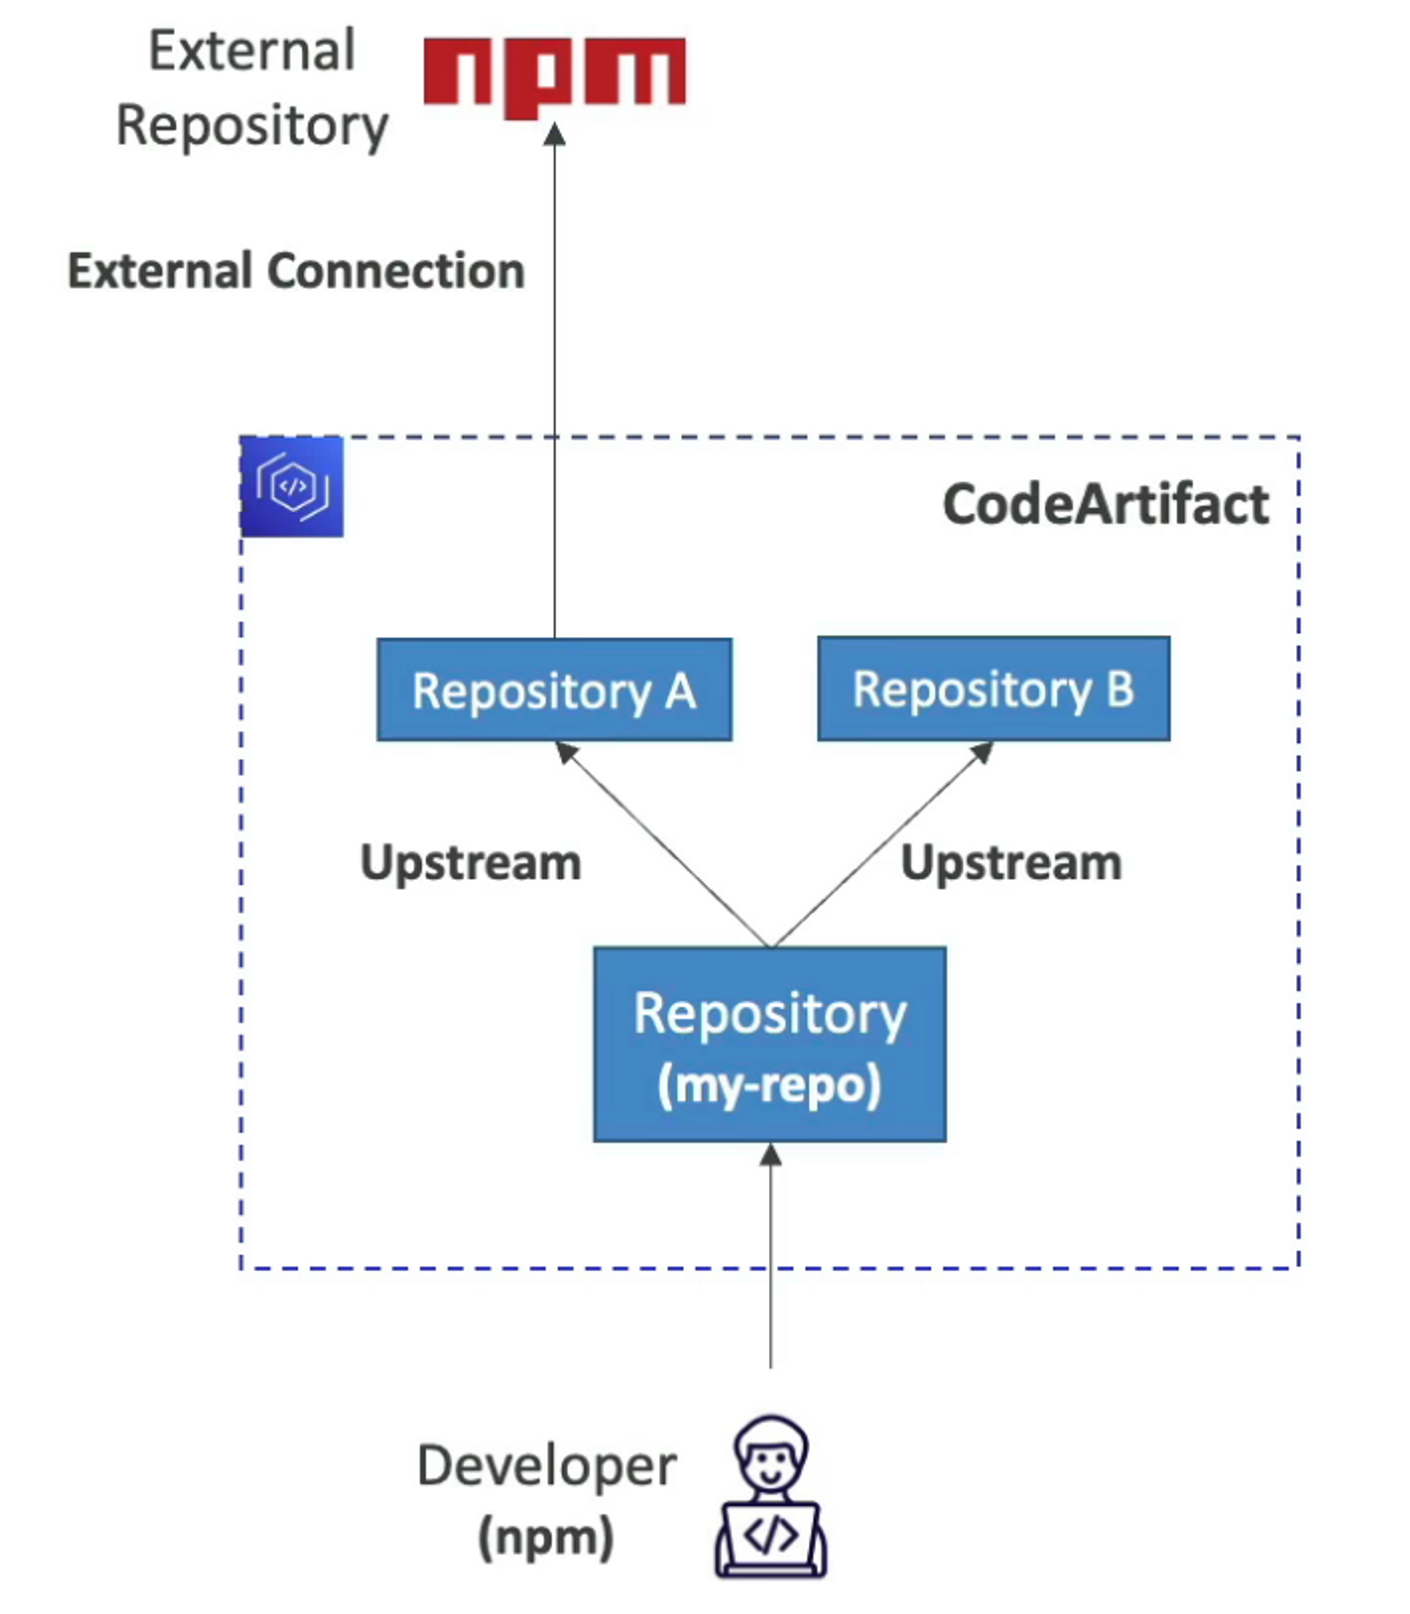 External
Repository
npm
External Connection
</>
CodeArtifact
Repository A
Repository B
Upstream
Upstream
Repository
(my-repo)
Developer
(npm)
</>